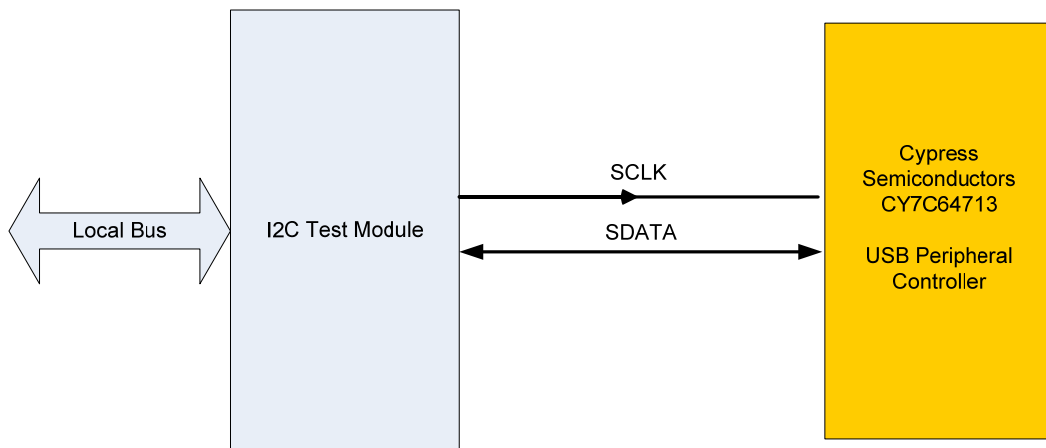 Local Bus
I2C Test Module
SCLK
SDATA
Cypress
Semiconductors
CY7C64713
USB Peripheral
Controller